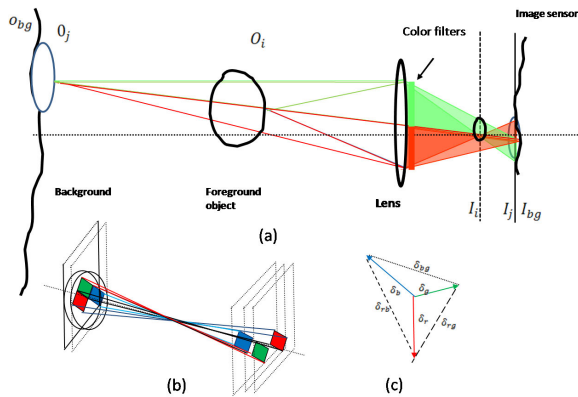 Image sensor
O_bg
O_j
O_i
Color filters
Background
Foreground
object
Lens
I_i
I_j
I_bg
(a)
δ_bg
δ_b
δ_g
δ_rb
δ_r
δ_rg
(b)
(c)